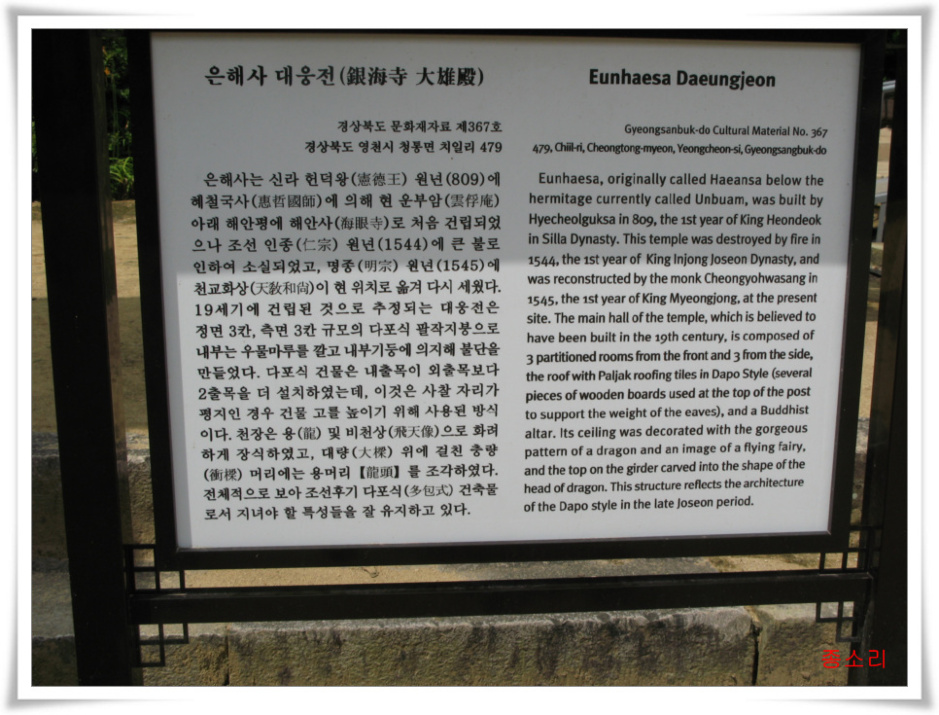 은해사 대웅전(銀海寺 大雄殿)
경상북도 문화재자료 제367호
경상북도 영천시 청통면 치일리 479
은해사는 신라 헌덕왕(憲德王) 원년(809)에
혜철국사(惠哲國師)에 의해 현 운부암(雲俘庵)
아래 해안평에 해안사(海眼寺)로 처음 건립되었
으나 조선 인종(仁宗) 원년(1544)에 큰 불로
인하여 소실되었고, 명종(明宗) 원년(1545)에
천교화상(天敎和尙)이 현 위치로 옮겨 다시 세웠다.
19세기에 건립된 것으로 추정되는 대웅전은
정면 3칸, 측면 3칸 규모의 다포식 팔작지붕으로
내부는 우물마루를 깔고 내부기둥에 의지해 불단을
만들었다. 다포식 건물은 내출목이 외출목보다
2출목을 더 설치하였는데, 이것은 사찰 자리가
평지인 경우 건물 고를 높이기 위해 사용된 방식
이다. 천장은 용(龍) 및 비천상(飛天像)으로 화려
하게 장식하였고, 대량(大樑) 위에 걸친 충량
(衝樑) 머리에는 용머리【龍頭】를 조각하였다.
전체적으로 보아 조선후기 다포식(多包式) 건축물
로서 지녀야 할 특성들을 잘 유지하고 있다.
Eunhaesa Daeungjeon
Gyeongsanbuk-do Cultural Material No. 367
479, Chiil-ri, Cheongtong-myeon, Yeongcheon-si, Gyeongsangbuk-do
Eunhaesa, originally called Haeansa below the
hermitage currently called Unbuam, was built by
Hyecheolguksa in 809, the 1st year of King Heondeok
in Silla Dynasty. This temple was destroyed by fire in
1544, the 1st year of King Injong Joseon Dynasty, and
was reconstructed by the monk Cheongyohwasang in
1545, the 1st year of King Myeongjong, at the present
site. The main hall of the temple, which is believed to
have been built in the 19th century, is composed of
3 partitioned rooms from the front and 3 from the side,
the roof with Paljak roofing tiles in Dapo Style (several
pieces of wooden boards used at the top of the post
to support the weight of the eaves), and a Buddhist
altar. Its ceiling was decorated with the gorgeous
pattern of a dragon and an image of a flying fairy,
and the top on the girder carved into the shape of the
head of dragon. This structure reflects the architecture
of the Dapo style in the late Joseon period.
좀소리